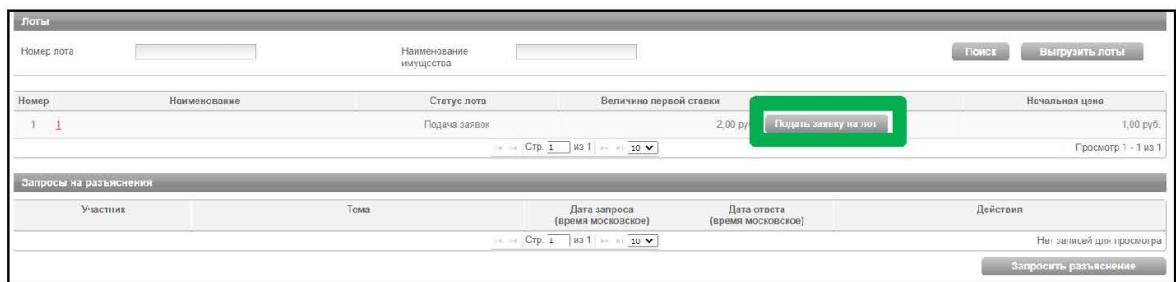 Лоты
Номер лота Наименование имущества Поиск Выгрузить лоты
Номер Наименование Статус лота Величина первой ставки Начальная цена
1 1 Подача заявок 2,00 ру Подать заявку на лот 1,00 руб.
Стр. 1 из 1 10 Просмотр 1 - 1 из 1
Запросы на разъяснения
Участник Тема Дата запроса (время московское) Дата ответа (время московское) Действия
Стр. 1 из 1 10 Нет записей для просмотра
Запросить разъяснение